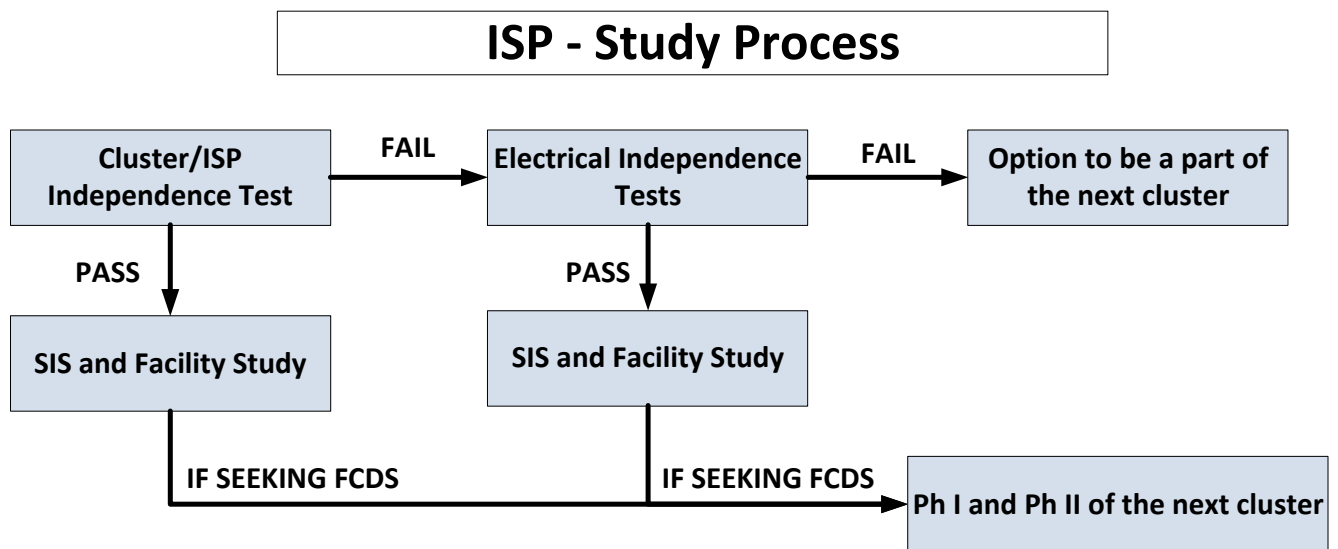 ISP - Study Process
Cluster/ISP
Independence Test
FAIL
Electrical Independence
Tests
FAIL
Option to be a part of
the next cluster
PASS
PASS
SIS and Facility Study
SIS and Facility Study
IF SEEKING FCDS
IF SEEKING FCDS
Ph I and Ph II of the next cluster